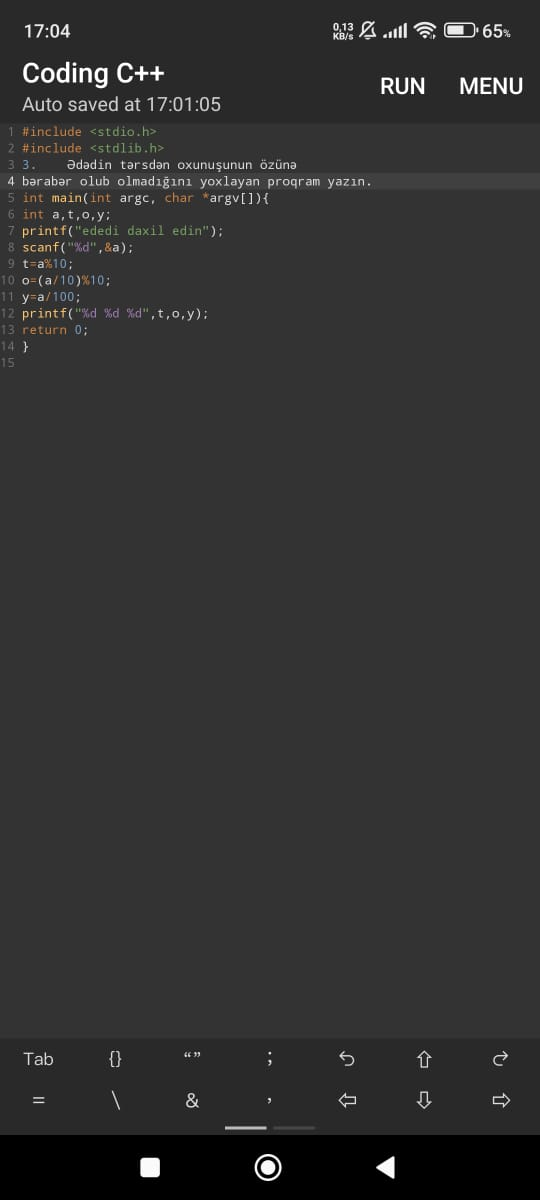 17:04
0,13 KB/s 65%
Coding C++
RUN MENU
Auto saved at 17:01:05
1 #include <stdio.h>
2 #include <stdlib.h>
3 3.    Ədədin tərsdən oxunuşunun özünə
4 bərabər olub olmadığını yoxlayan proqram yazın.
5 int main(int argc, char *argv[]){
6 int a,t,o,y;
7 printf("ededi daxil edin");
8 scanf("%d",&a);
9 t=a%10;
10 o=(a/10)%10;
11 y=a/100;
12 printf("%d %d %d",t,o,y);
13 return 0;
14 }
15
Tab {} “” ;
= \ & ,